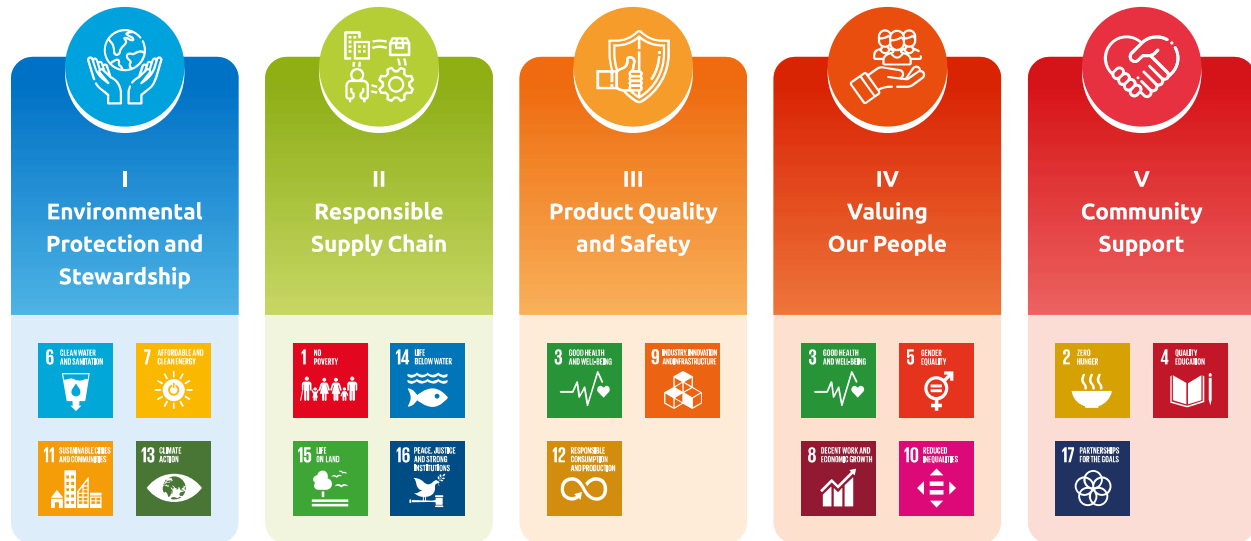 I
Environmental
Protection and
Stewardship
6 CLEAN WATER
AND SANITATION
7 AFFORDABLE AND
CLEAN ENERGY
11 SUSTAINABLE CITIES
AND COMMUNITIES
13 CLIMATE
ACTION
II
Responsible
Supply Chain
1 NO
POVERTY
14 LIFE
BELOW WATER
15 LIFE
ON LAND
16 PEACE, JUSTICE
AND STRONG
INSTITUTIONS
III
Product Quality
and Safety
3 GOOD HEALTH
AND WELL-BEING
9 INDUSTRY, INNOVATION
AND INFRASTRUCTURE
12 RESPONSIBLE
CONSUMPTION
AND PRODUCTION
IV
Valuing
Our People
3 GOOD HEALTH
AND WELL-BEING
5 GENDER
EQUALITY
8 DECENT WORK AND
ECONOMIC GROWTH
10 REDUCED
INEQUALITIES
V
Community
Support
2 ZERO
HUNGER
4 QUALITY
EDUCATION
17 PARTNERSHIPS
FOR THE GOALS